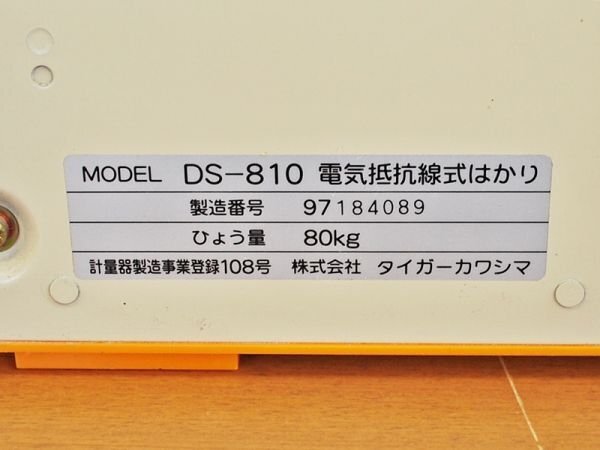 MODEL DS-810 電気抵抗線式はかり
製造番号 97184089
ひょう量 80kg
計量器製造事業登録108号 株式会社 タイガーカワシマ